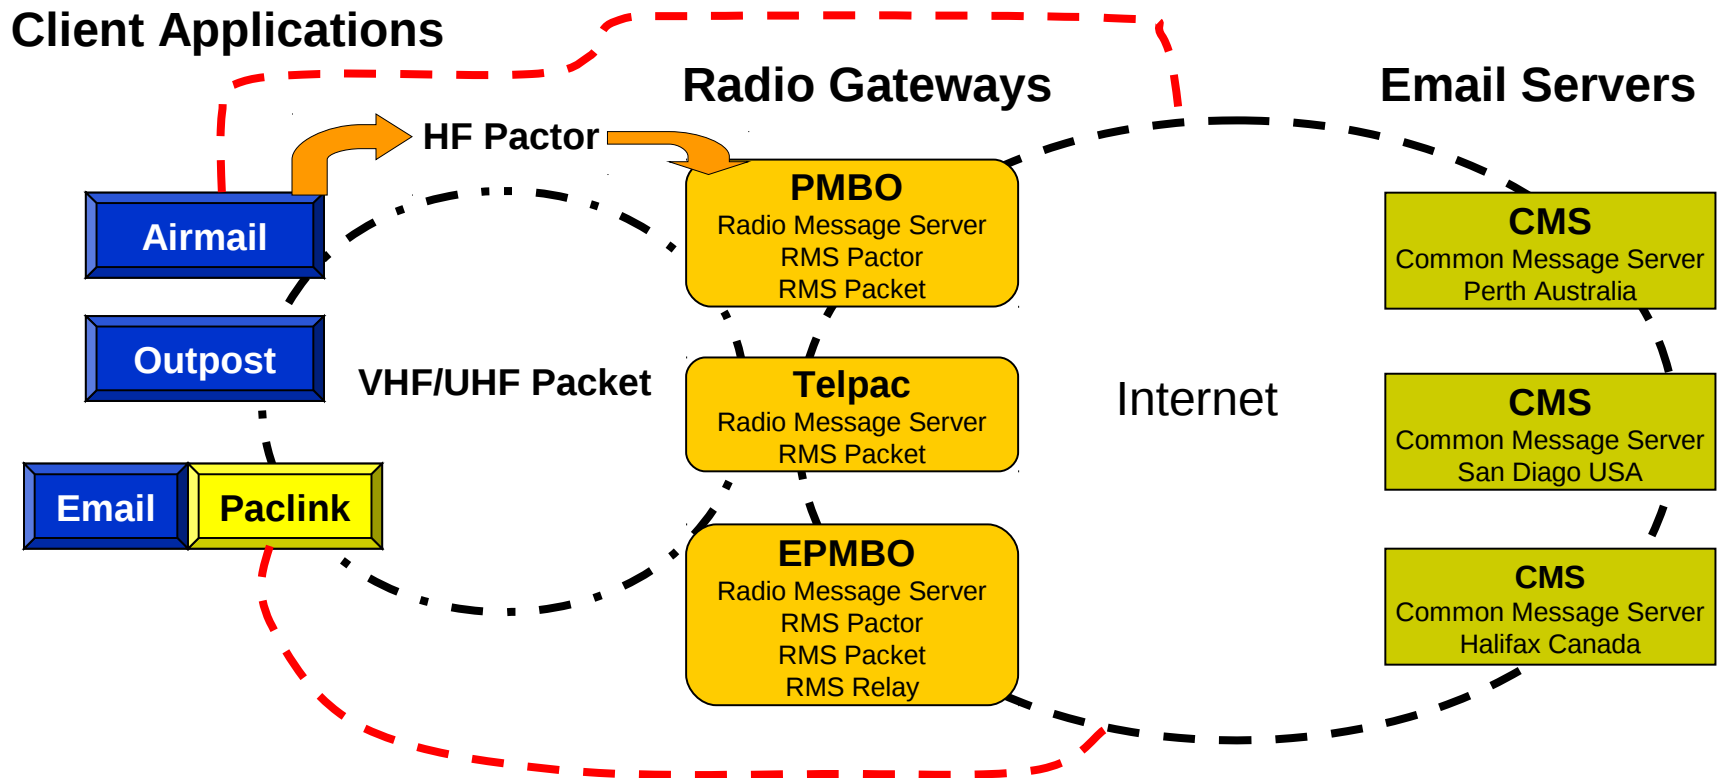 Client Applications
Radio Gateways
Email Servers
HF Pactor
Airmail
Outpost
Email
Paclink
VHF/UHF Packet
PMBO
Radio Message Server
RMS Pactor
RMS Packet
Telpac
Radio Message Server
RMS Packet
EPMBO
Radio Message Server
RMS Pactor
RMS Packet
RMS Relay
Internet
CMS
Common Message Server
Perth Australia
CMS
Common Message Server
San Diago USA
CMS
Common Message Server
Halifax Canada